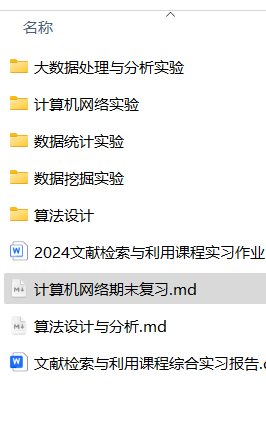 名称
大数据处理与分析实验
计算机网络实验
数据统计实验
数据挖掘实验
算法设计
2024文献检索与利用课程实习作业
计算机网络期末复习.md
算法设计与分析.md
文献检索与利用课程综合实习报告.